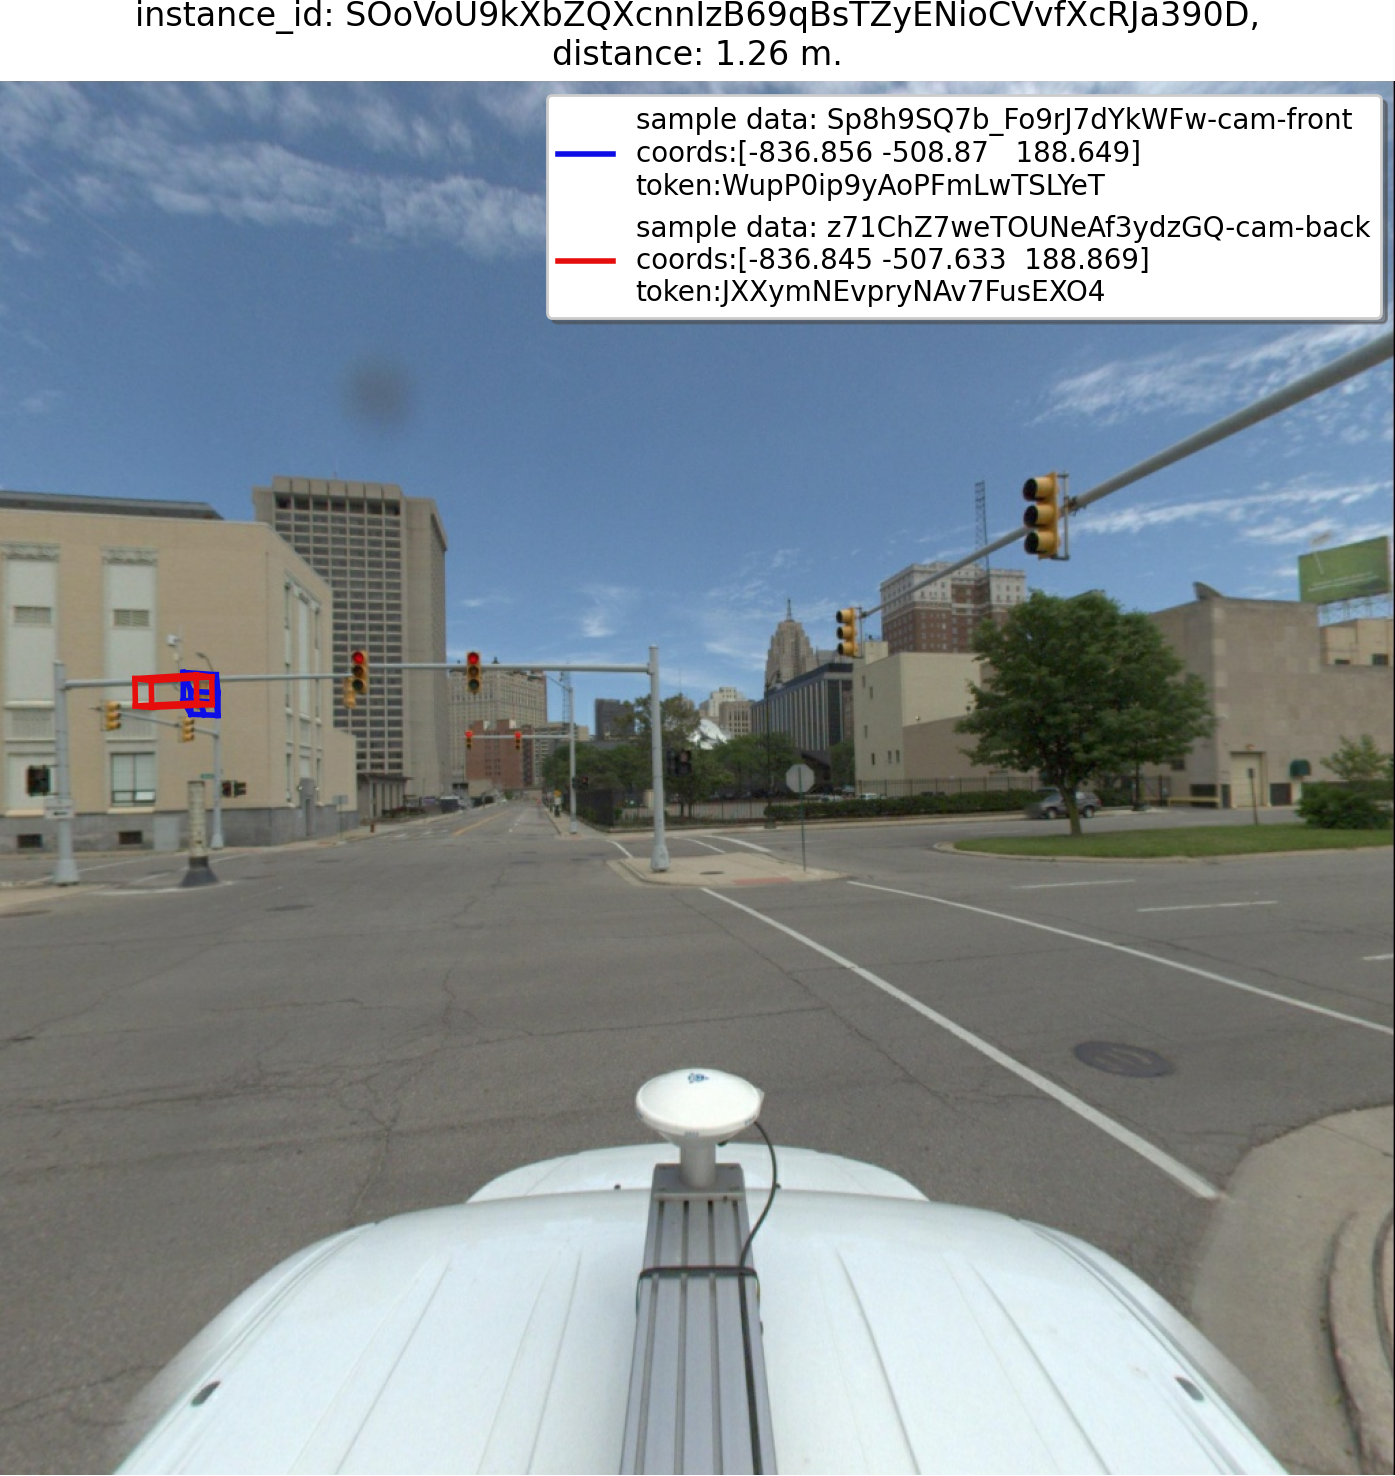 instance_id: SOoVoU9kXbZQXcnnIzB69qBsTZyENioCVvfXcRJa390D,
distance: 1.26 m.
sample data: Sp8h9SQ7b_Fo9rJ7dYkWFw-cam-front
coords:[-836.856 -508.87   188.649]
token:WupP0ip9yAoPFmLwTSLYeT
sample data: z71ChZ7weTOUNeAf3ydzGQ-cam-back
coords:[-836.845 -507.633  188.869]
token:JXXymNEvpryNAv7FusEXO4